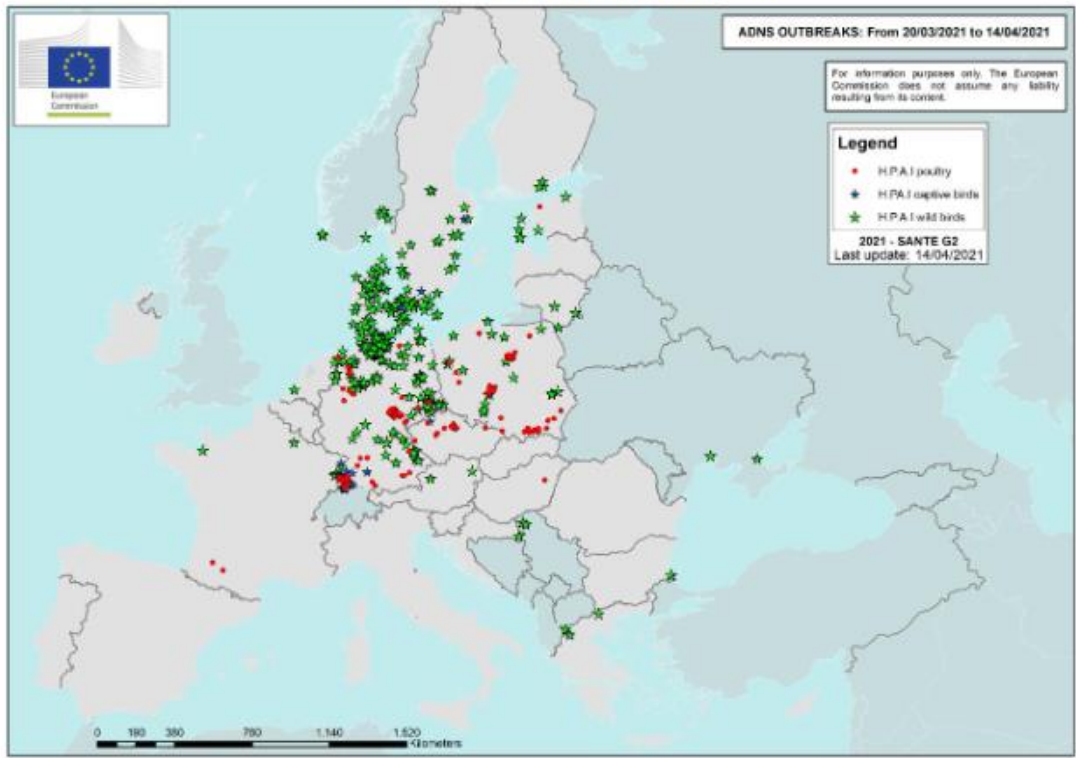 European
Commission
ADNS OUTBREAKS: From 20/03/2021 to 14/04/2021
For information purposes only. The European
Commission does not assume any liability
resulting from its content.
Legend
H.P.A.I poultry
H.P.A.I captive birds
H.P.A.I wild birds
2021 - SANTE G2
Last update: 14/04/2021
0 190 380 760 1.140 1.520
Kilometers